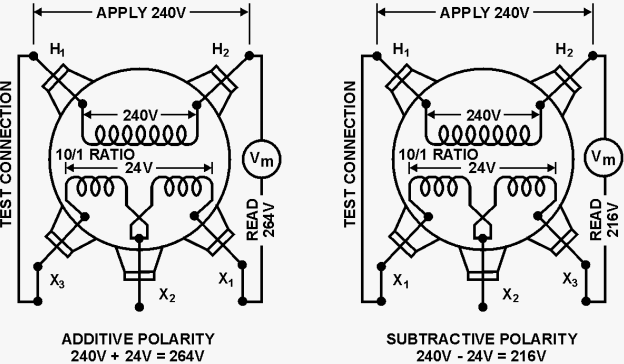 APPLY 240V
H1
H2
TEST CONNECTION
240V
10/1 RATIO
24V
Vm
READ
264V
X3
X2
X1
ADDITIVE POLARITY
240V + 24V = 264V
APPLY 240V
H1
H2
TEST CONNECTION
240V
10/1 RATIO
24V
Vm
READ
216V
X1
X2
X3
SUBTRACTIVE POLARITY
240V - 24V = 216V